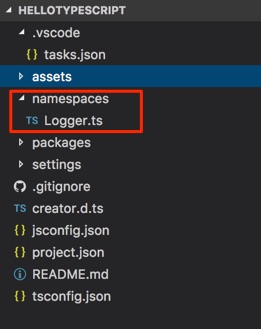 HELLOTYPESCRIPT
.vscode
{} tasks.json
assets
namespaces
TS Logger.ts
packages
settings
.gitignore
creator.d.ts
{} jsconfig.json
{} project.json
README.md
{} tsconfig.json